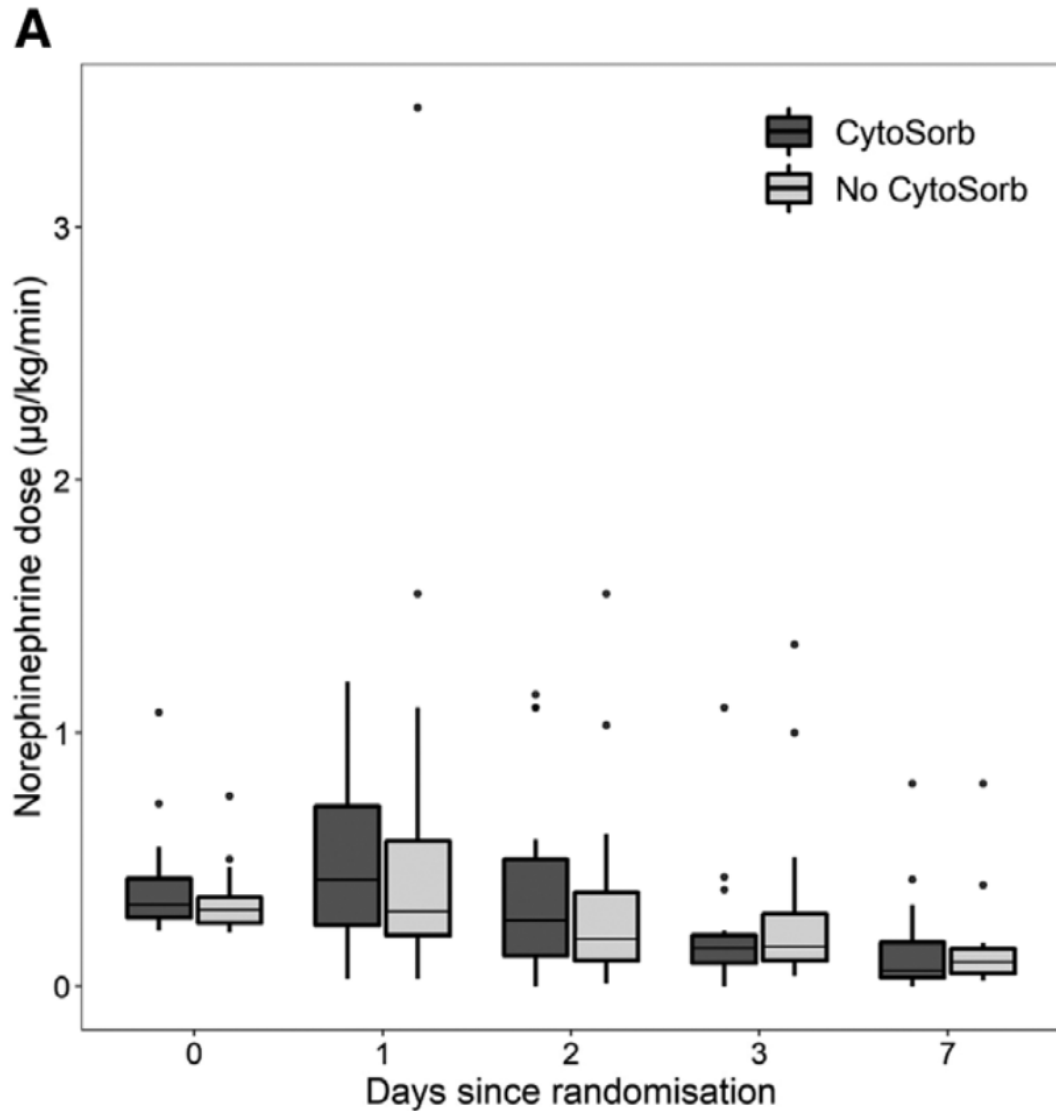 A
CytoSorb
No CytoSorb
Norephinephrine dose (µg/kg/min)
3
2
1
0
0 1 2 3 7
Days since randomisation